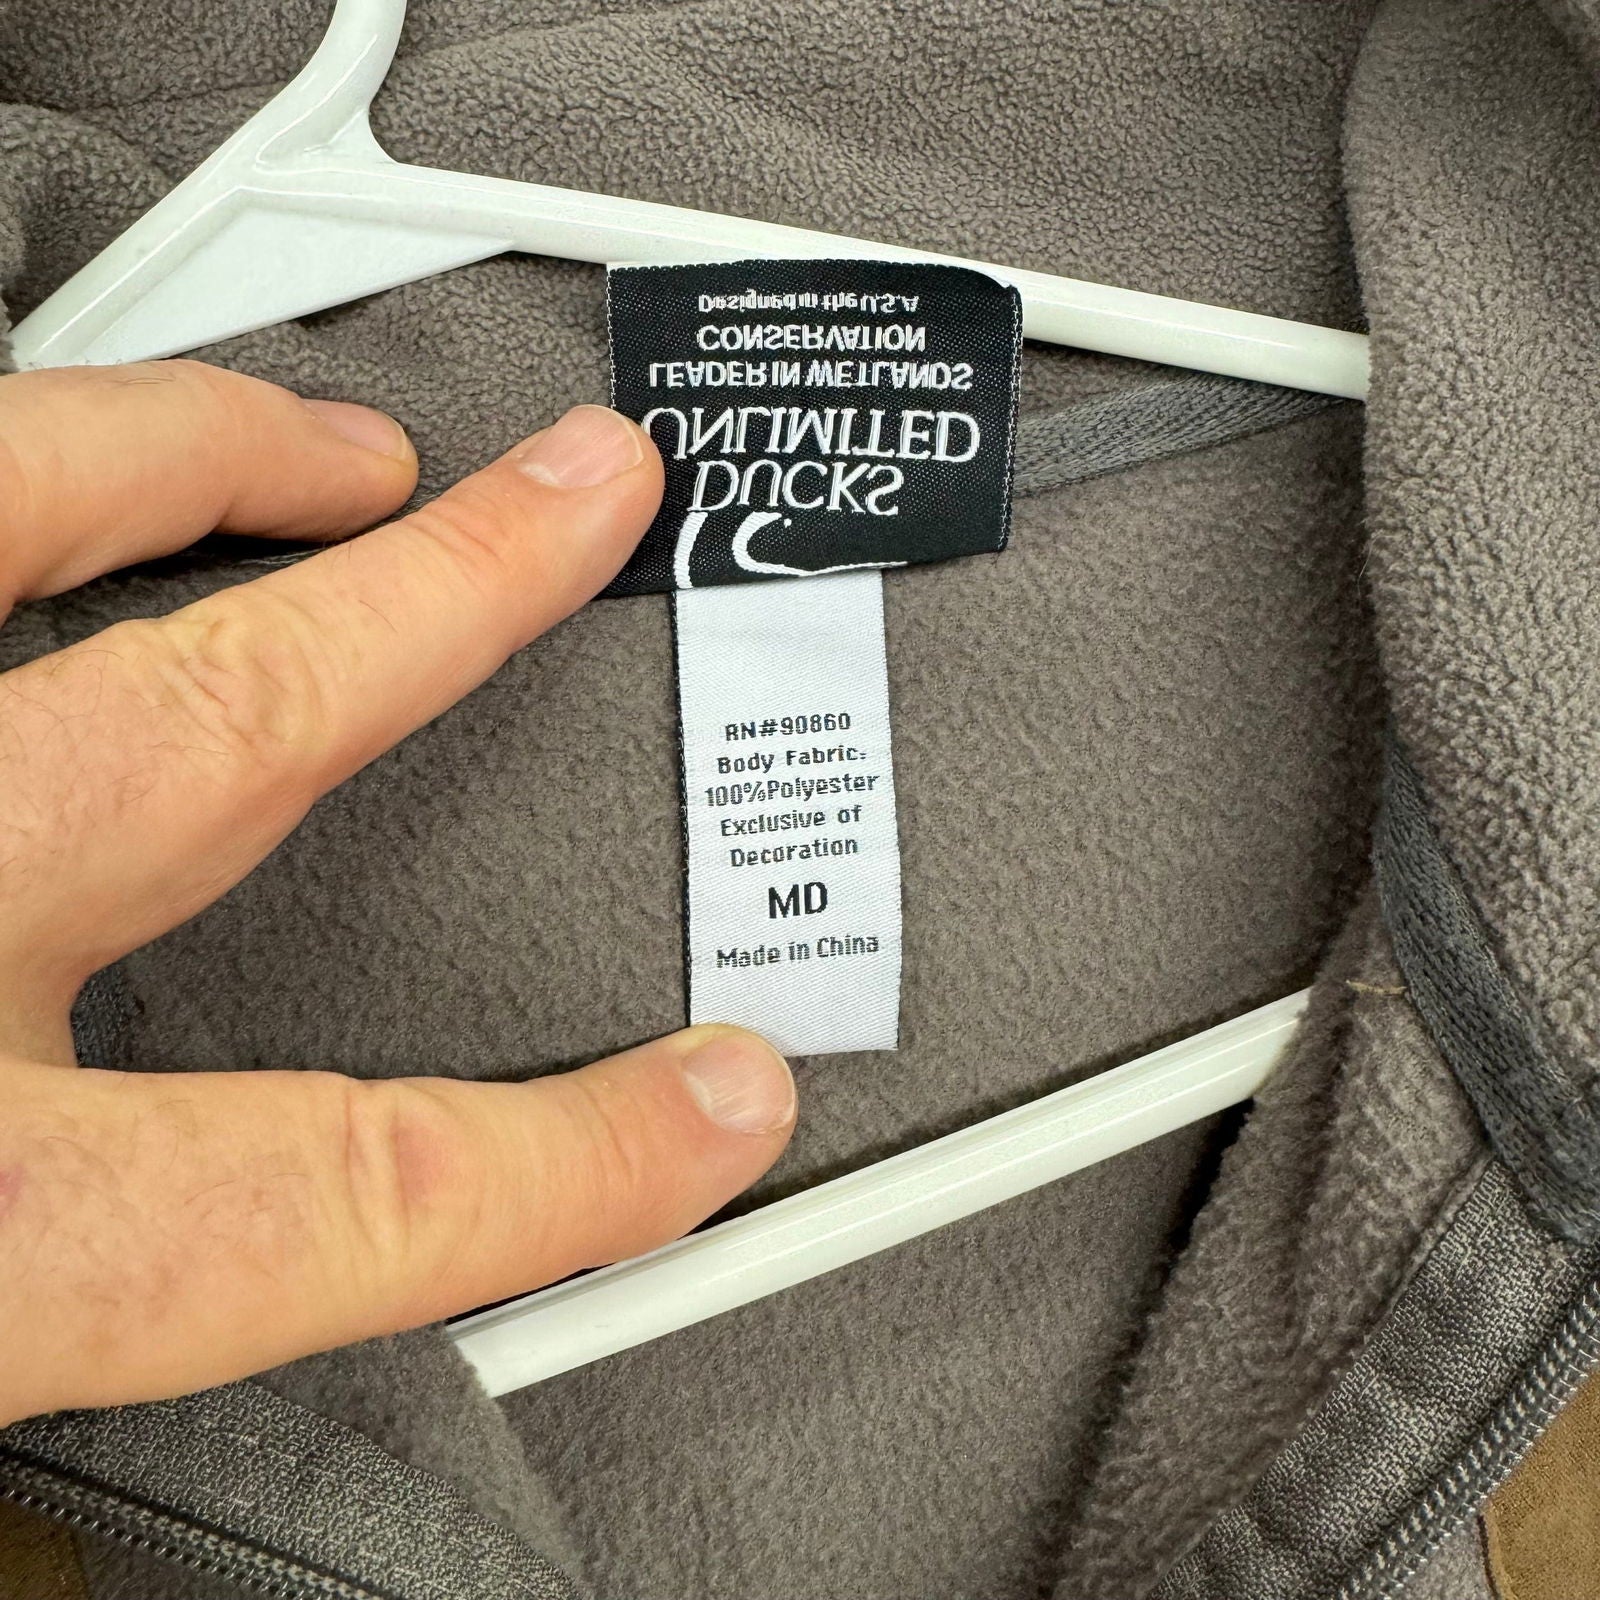 DUCKS
UNLIMITED
LEADER IN WETLANDS
CONSERVATION
Designed in the U.S.A
RN#90860
Body Fabric:
100%Polyester
Exclusive of
Decoration
MD
Made in China